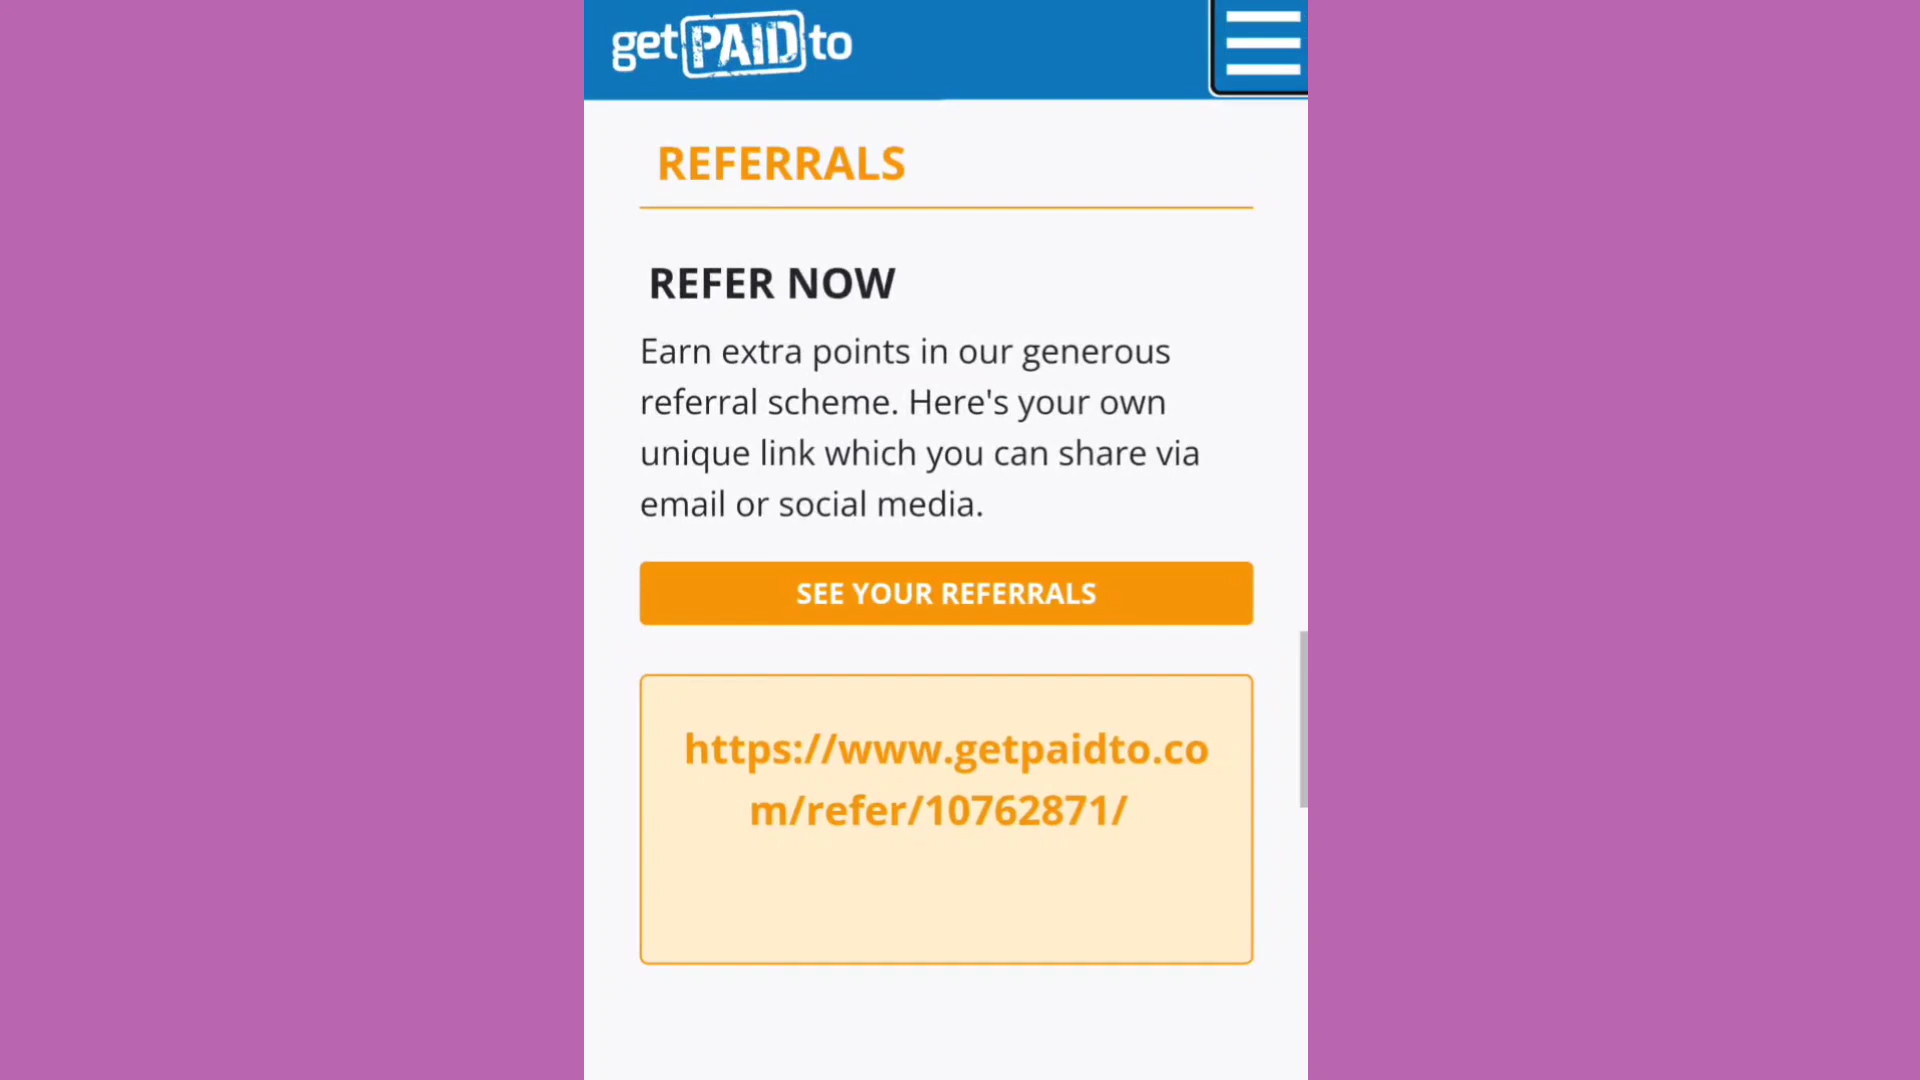 getPAIDto
REFERRALS
REFER NOW
Earn extra points in our generous
referral scheme. Here's your own
unique link which you can share via
email or social media.
SEE YOUR REFERRALS
https://www.getpaidto.co
m/refer/10762871/